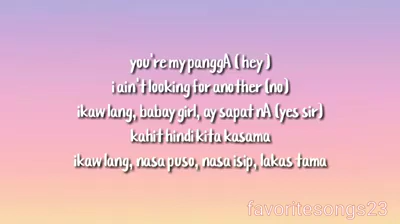 you're my panggA ( hey )
i ain't looking for another (no)
ikaw lang, babay girl, ay sapat nA (yes sir)
kahit hindi kita kasama
ikaw lang, nasa puso, nasa isip, lakas tama
favoritesongs23